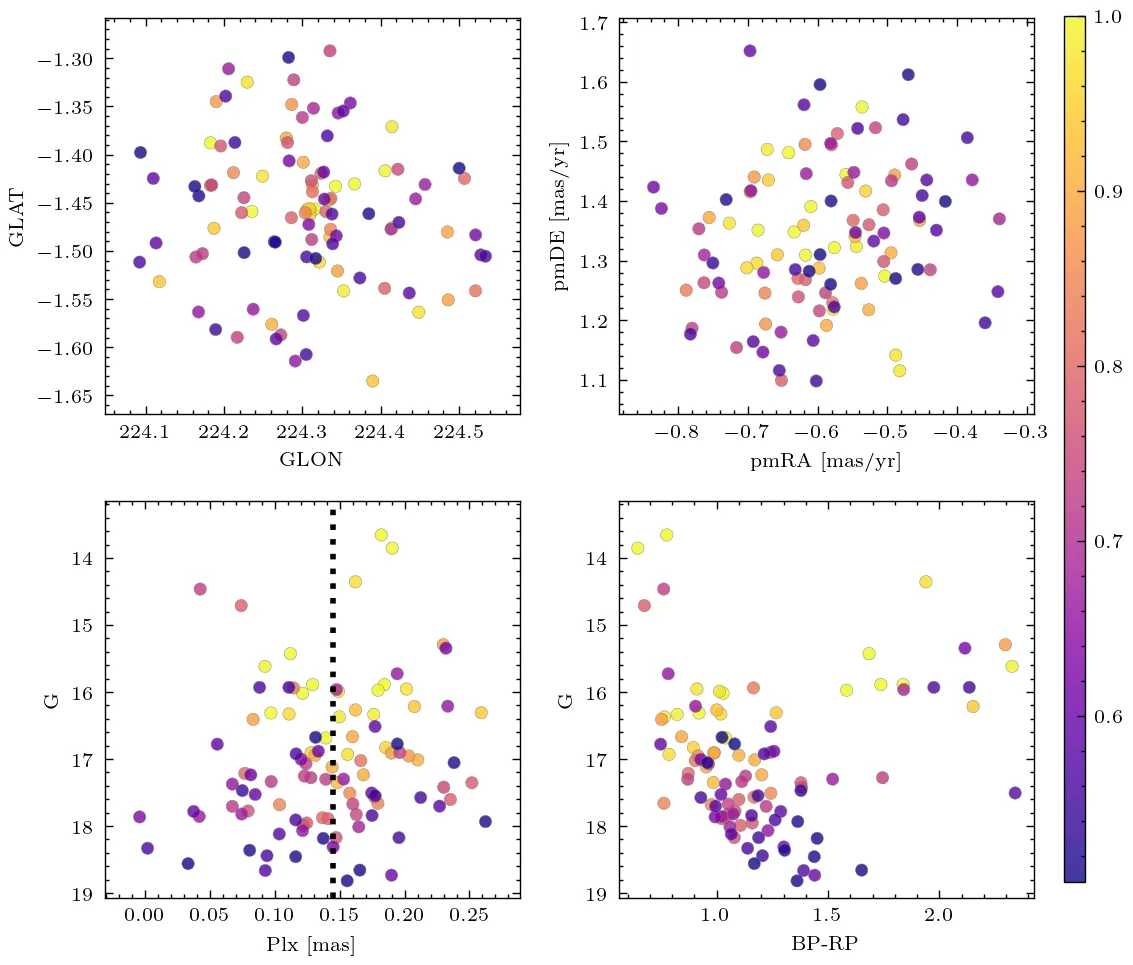 −1.30
−1.35
−1.40
−1.45
−1.50
−1.55
−1.60
−1.65
GLAT
224.1 224.2 224.3 224.4 224.5
GLON
1.7
1.6
1.5
1.4
1.3
1.2
1.1
pmDE [mas/yr]
−0.8 −0.7 −0.6 −0.5 −0.4 −0.3
pmRA [mas/yr]
14
15
16
17
18
19
G
0.00 0.05 0.10 0.15 0.20 0.25
Plx [mas]
14
15
16
17
18
19
G
1.0 1.5 2.0
BP-RP
1.0
0.9
0.8
0.7
0.6